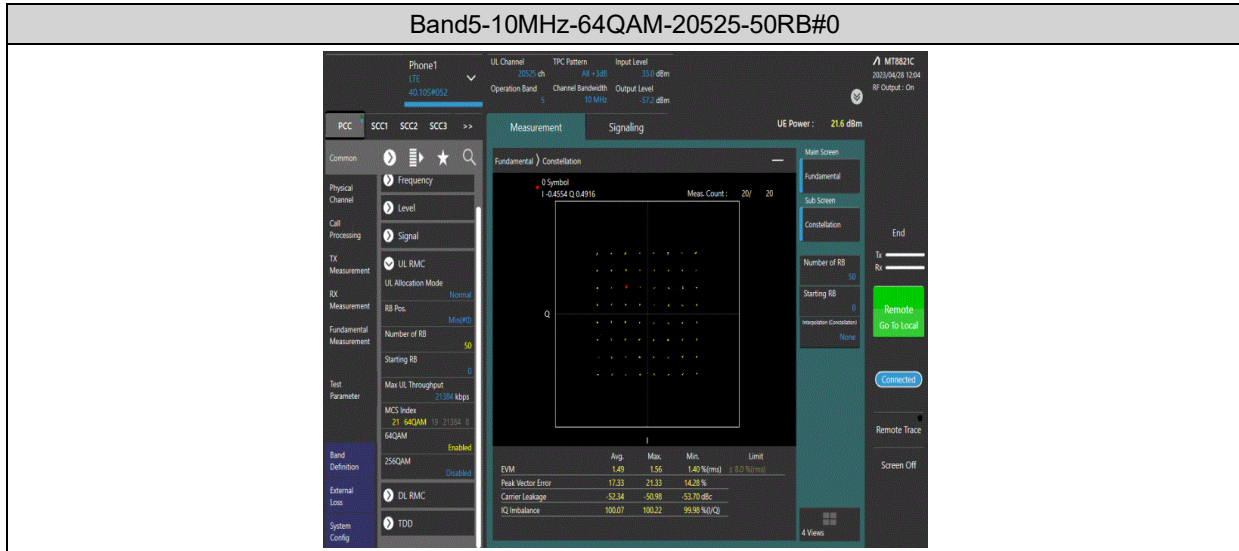 Band5-10MHz-64QAM-20525-50RB#0
Phone1
LTE
40.10S#052
UL Channel TPC Pattern Input Level
20525 ch All +3dB 33.0 dBm
Operation Band Channel Bandwidth Output Level
5 10 MHz -57.2 dBm
MT8821C
2023/04/28 12:04
RF Output : On
PCC SCC1 SCC2 SCC3 >>
Measurement Signaling
UE Power : 21.6 dBm
Common
Physical
Channel
Call
Processing
TX
Measurement
RX
Measurement
Fundamental
Measurement
Test
Parameter
Band
Definition
External
Loss
System
Config
Frequency
Level
Signal
UL RMC
UL Allocation Mode
Normal
RB Pos.
Min(#0)
Number of RB
50
Starting RB
0
Max UL Throughput
21384 kbps
MCS Index
21 64QAM 19 21384 0
64QAM
Enabled
256QAM
Disabled
DL RMC
TDD
Fundamental Constellation
0 Symbol
I -0.4554 Q 0.4916 Meas. Count : 20/ 20
Q
I
Avg. Max. Min. Limit
EVM 1.49 1.56 1.40 %(rms) ≤ 8.0 %(rms)
Peak Vector Error 17.33 21.33 14.28 %
Carrier Leakage -52.34 -50.98 -53.70 dBc
IQ Imbalance 100.07 100.22 99.98 %(I/Q)
Main Screen
Fundamental
Sub Screen
Constellation
Number of RB
50
Starting RB
0
Interpolation (Constellation)
None
4 Views
End
Tx
Rx
Remote
Go To Local
Connected
Remote Trace
Screen Off